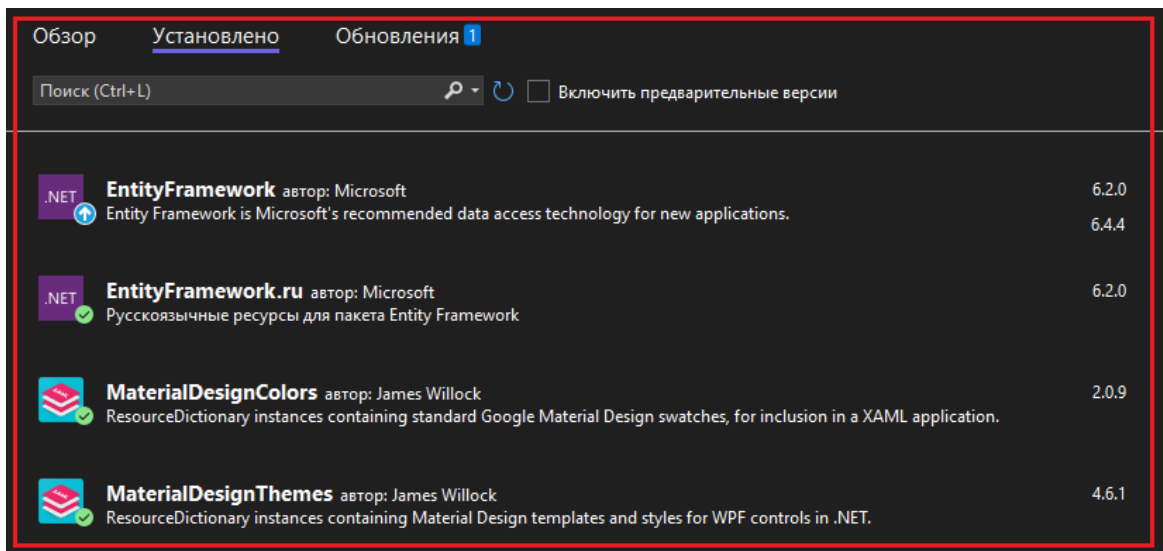 Обзор Установлено Обновления 1
Поиск (Ctrl+L) Включить предварительные версии
.NET EntityFramework автор: Microsoft 6.2.0
Entity Framework is Microsoft's recommended data access technology for new applications. 6.4.4
.NET EntityFramework.ru автор: Microsoft 6.2.0
Русскоязычные ресурсы для пакета Entity Framework
MaterialDesignColors автор: James Willock 2.0.9
ResourceDictionary instances containing standard Google Material Design swatches, for inclusion in a XAML application.
MaterialDesignThemes автор: James Willock 4.6.1
ResourceDictionary instances containing Material Design templates and styles for WPF controls in .NET.